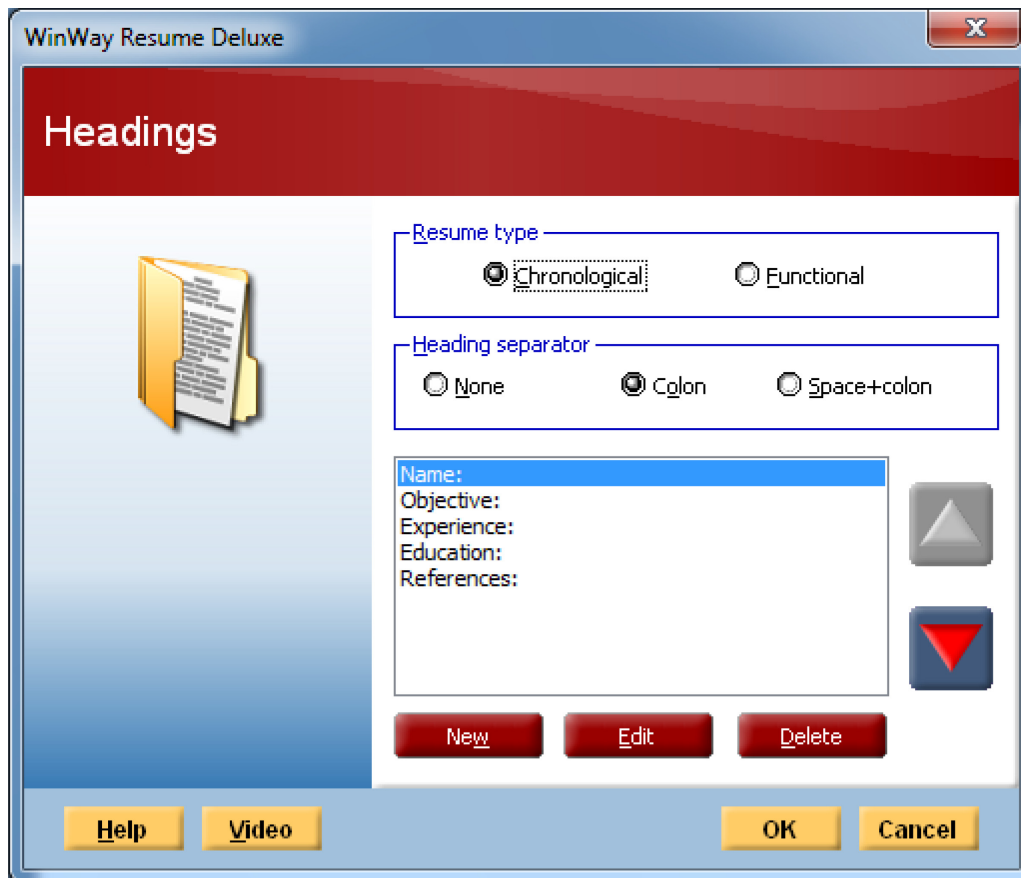 WinWay Resume Deluxe
Headings
Resume type
Chronological Functional
Heading separator
None Colon Space+colon
Name:
Objective:
Experience:
Education:
References:
New Edit Delete
Help Video OK Cancel